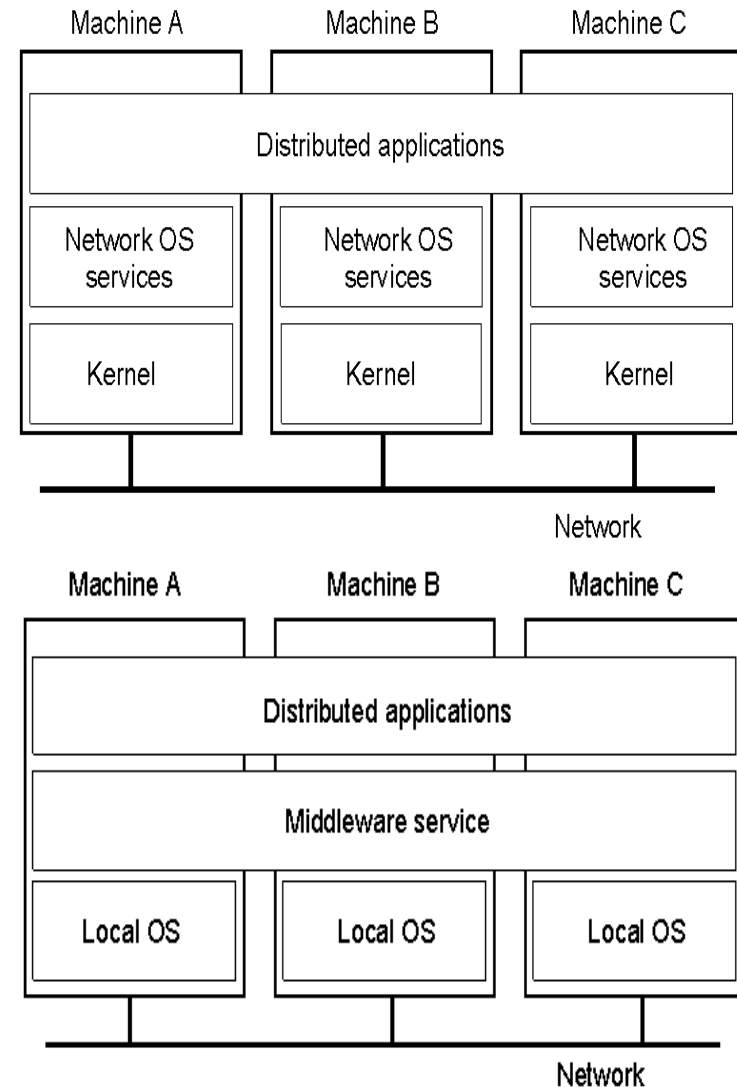 Machine A
Machine B
Machine C
Distributed applications
Network OS
services
Network OS
services
Network OS
services
Kernel
Kernel
Kernel
Network
Machine A
Machine B
Machine C
Distributed applications
Middleware service
Local OS
Local OS
Local OS
Network